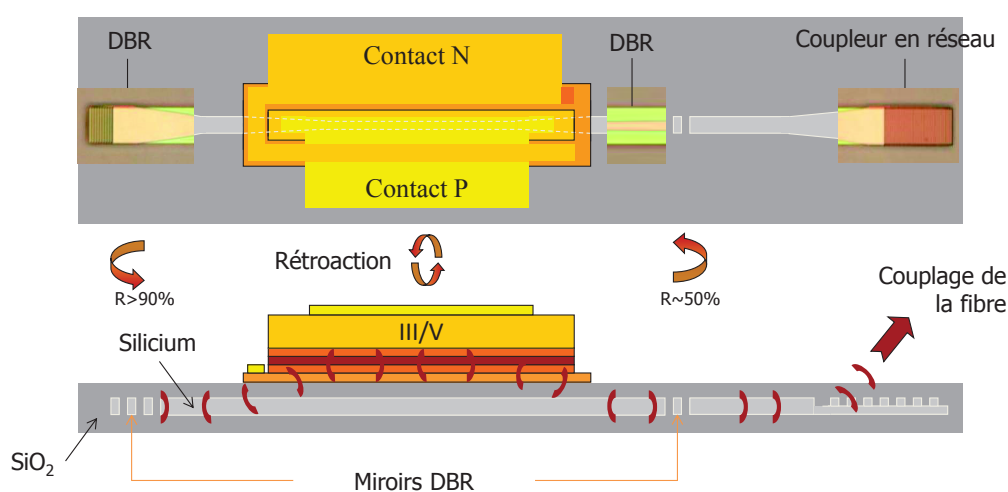 DBR
DBR
Coupleur en réseau
Contact N
Contact P
Rétroaction
R>90%
R~50%
Couplage de
la fibre
III/V
Silicium
SiO₂
Miroirs DBR